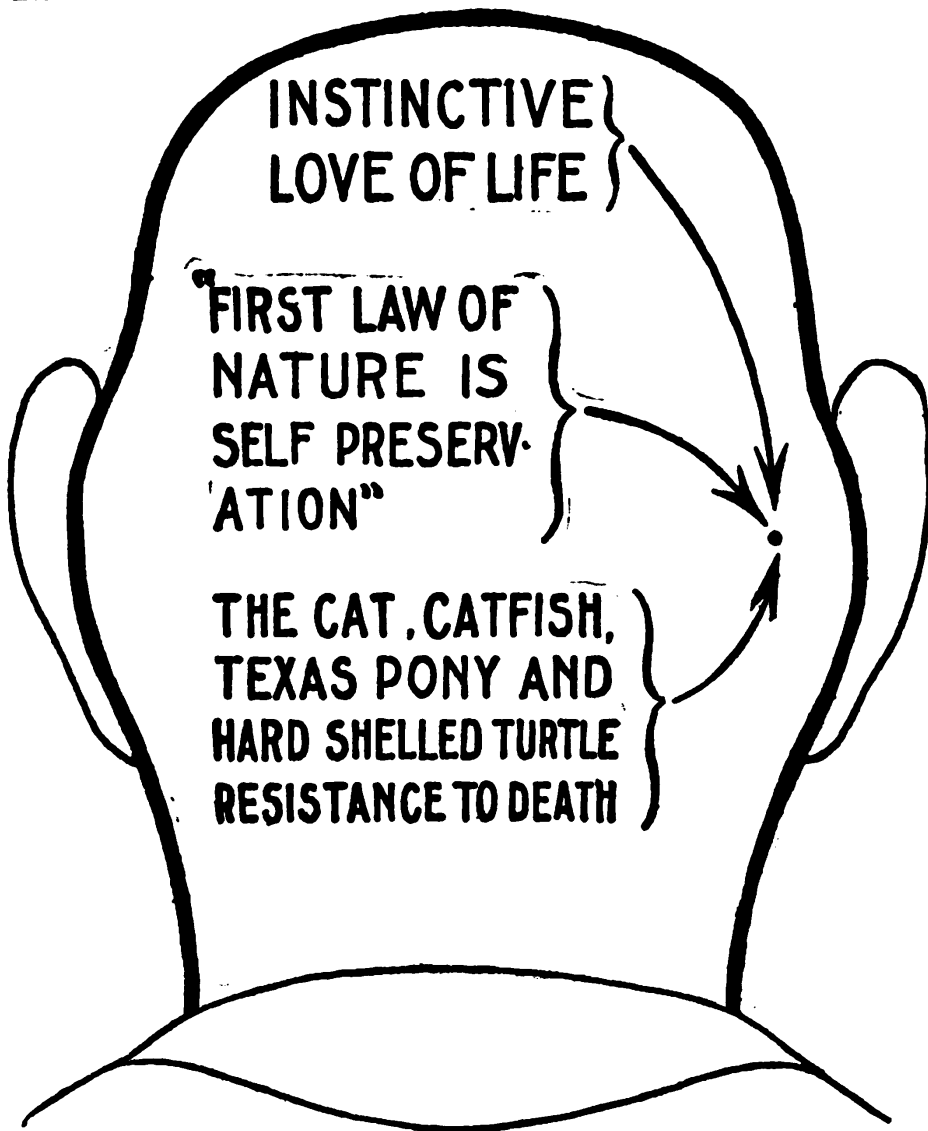 INSTINCTIVE
LOVE OF LIFE
"FIRST LAW OF
NATURE IS
SELF PRESERV-
ATION"
THE CAT, CATFISH,
TEXAS PONY AND
HARD SHELLED TURTLE
RESISTANCE TO DEATH